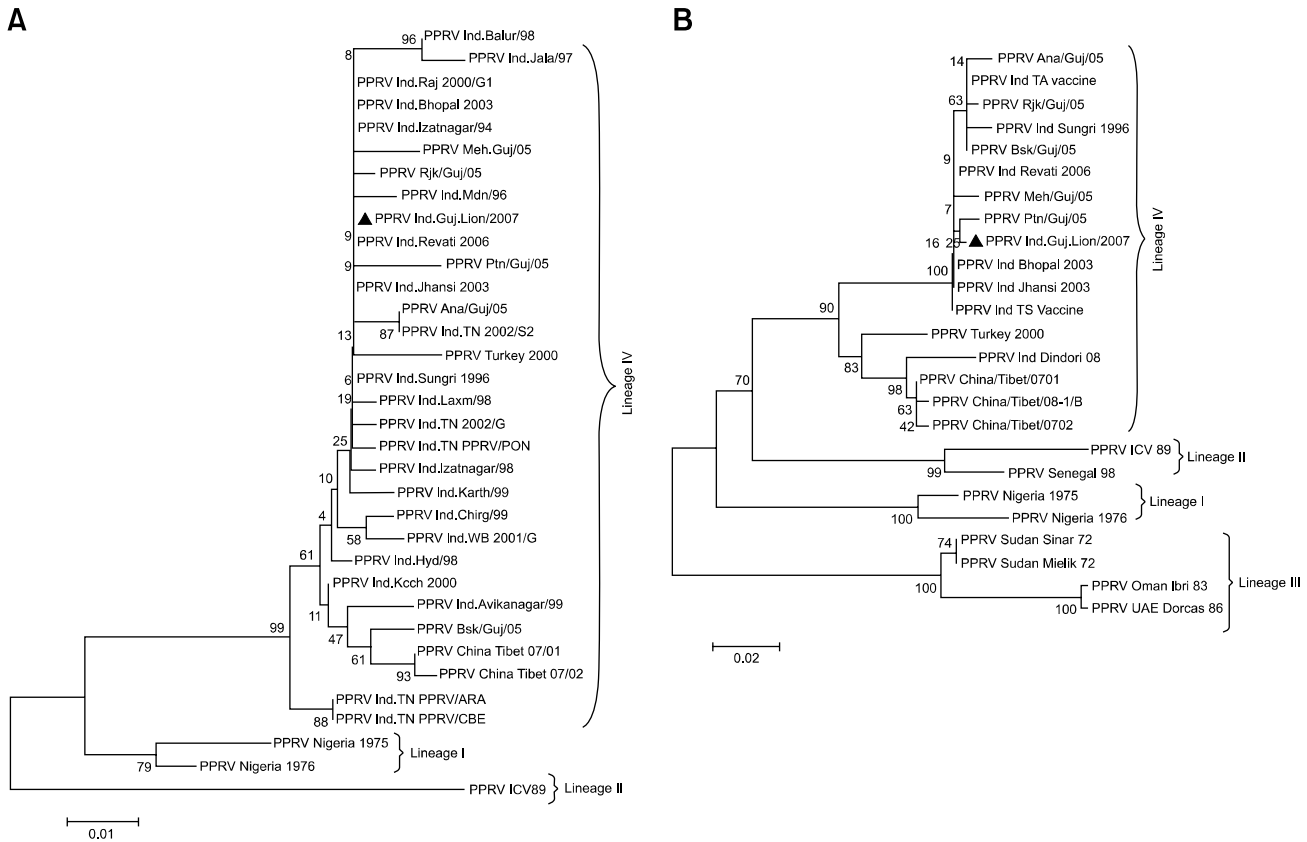 A
96
PPRV Ind.Balur/98
8
PPRV Ind.Jala/97
PPRV Ind.Raj 2000/G1
PPRV Ind.Bhopal 2003
PPRV Ind.Izatnagar/94
PPRV Meh.Guj/05
PPRV Rjk/Guj/05
PPRV Ind.Mdn/96
PPRV Ind.Guj.Lion/2007
9
PPRV Ind.Revati 2006
9
PPRV Ptn/Guj/05
PPRV Ind.Jhansi 2003
PPRV Ana/Guj/05
87
PPRV Ind.TN 2002/S2
13
PPRV Turkey 2000
6
PPRV Ind.Sungri 1996
19
PPRV Ind.Laxm/98
PPRV Ind.TN 2002/G
25
PPRV Ind.TN PPRV/PON
PPRV Ind.Izatnagar/98
10
PPRV Ind.Karth/99
4
PPRV Ind.Chirg/99
58
PPRV Ind.WB 2001/G
61
PPRV Ind.Hyd/98
PPRV Ind.Kcch 2000
11
PPRV Ind.Avikanagar/99
99
47
PPRV Bsk/Guj/05
61
PPRV China Tibet 07/01
93
PPRV China Tibet 07/02
PPRV Ind.TN PPRV/ARA
88
PPRV Ind.TN PPRV/CBE
Lineage IV
PPRV Nigeria 1975
79
PPRV Nigeria 1976
Lineage I
PPRV ICV89
Lineage II
0.01
B
14
PPRV Ana/Guj/05
PPRV Ind TA vaccine
63
PPRV Rjk/Guj/05
PPRV Ind Sungri 1996
PPRV Bsk/Guj/05
9
PPRV Ind Revati 2006
PPRV Meh/Guj/05
7
PPRV Ptn/Guj/05
16
25
PPRV Ind.Guj.Lion/2007
100
PPRV Ind Bhopal 2003
PPRV Ind Jhansi 2003
PPRV Ind TS Vaccine
90
PPRV Turkey 2000
83
PPRV Ind Dindori 08
98
PPRV China/Tibet/0701
63
PPRV China/Tibet/08-1/B
42
PPRV China/Tibet/0702
Lineage IV
70
PPRV ICV 89
99
PPRV Senegal 98
Lineage II
PPRV Nigeria 1975
100
PPRV Nigeria 1976
Lineage I
74
PPRV Sudan Sinar 72
PPRV Sudan Mielik 72
100
PPRV Oman Ibri 83
100
PPRV UAE Dorcas 86
Lineage III
0.02